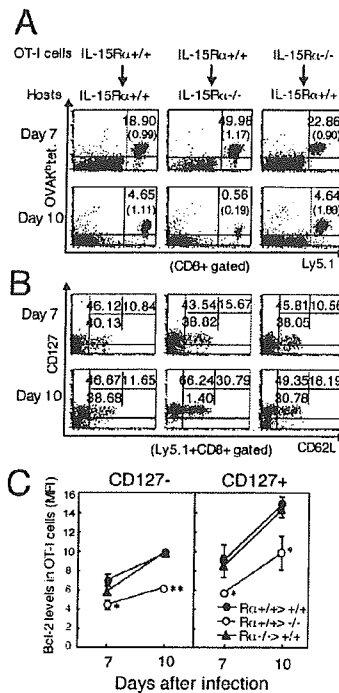 A
OT-I cells IL-15Rα+/+ IL-15Rα+/+ IL-15Rα-/-
Hosts IL-15Rα+/+ IL-15Rα-/- IL-15Rα+/+
Day 7 18.90 (0.99) 49.98 (1.17) 22.86 (0.90)
OVA/Kb tet.
Day 10 4.65 (1.11) 0.56 (0.19) 4.64
(CD8+ gated) Ly5.1
B
Day 7 46.12 10.84 43.54 15.67 45.81 10.56
40.13 38.82 38.05
CD127
Day 10 46.67 11.65 66.24 30.79 49.35 18.19
38.68 1.40 30.78
(Ly5.1+CD8+ gated) CD62L
C
CD127- CD127+
Bcl-2 levels in OT-I cells (MFI)
16
14
12
10
8
6
4
2
0
* ** * *
Rα+/+> +/+
Rα+/+> -/-
Rα-/-> +/+
7 10 7 10
Days after infection